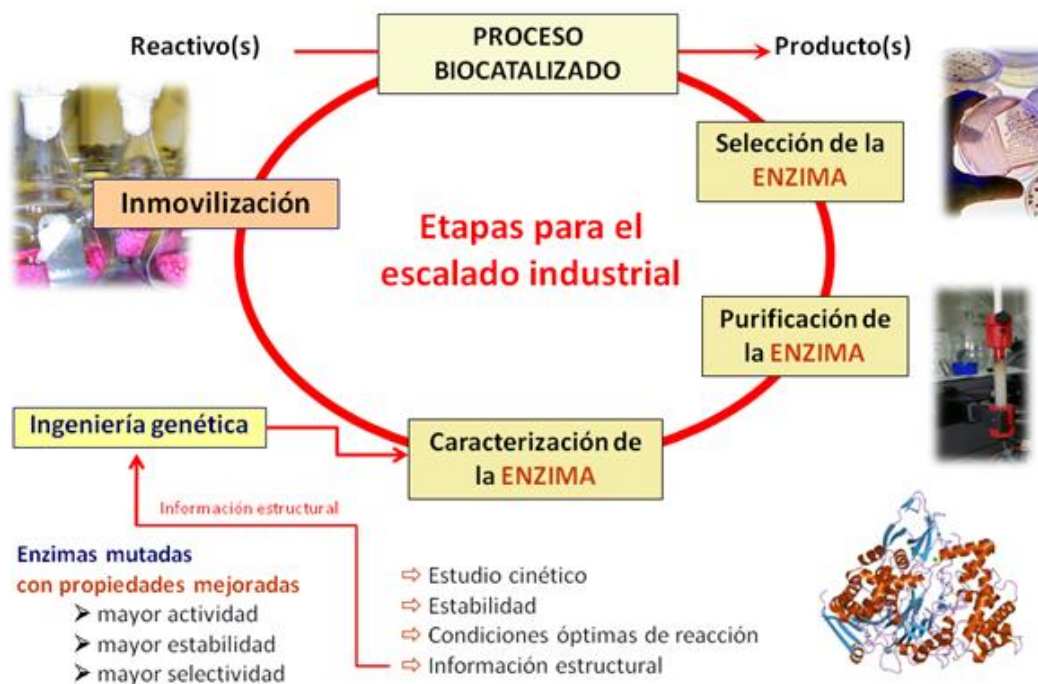 Reactivo(s)
PROCESO
BIOCATALIZADO
Producto(s)
Selección de la
ENZIMA
Inmovilización
Etapas para el
escalado industrial
Purificación de
la ENZIMA
Ingeniería genética
Caracterización de
la ENZIMA
Información estructural
Enzimas mutadas
con propiedades mejoradas
➤ mayor actividad
➤ mayor estabilidad
➤ mayor selectividad
⇨ Estudio cinético
⇨ Estabilidad
⇨ Condiciones óptimas de reacción
⇨ Información estructural